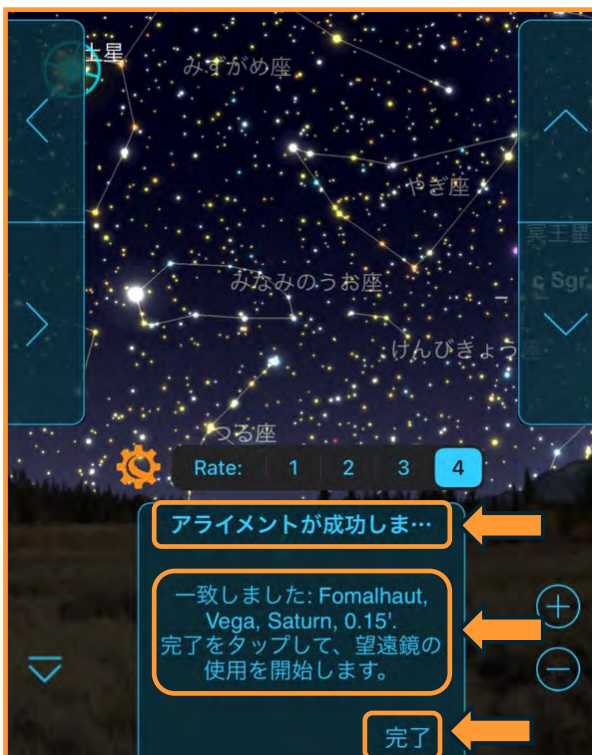 土星
みずがめ座
やぎ座
冥王星
みなみのうお座
c Sgr
けんびきょう座
つる座
Rate: 1 2 3 4
アライメントが成功しま…
一致しました: Fomalhaut,
Vega, Saturn, 0.15'.
完了をタップして、望遠鏡の
使用を開始します。
完了